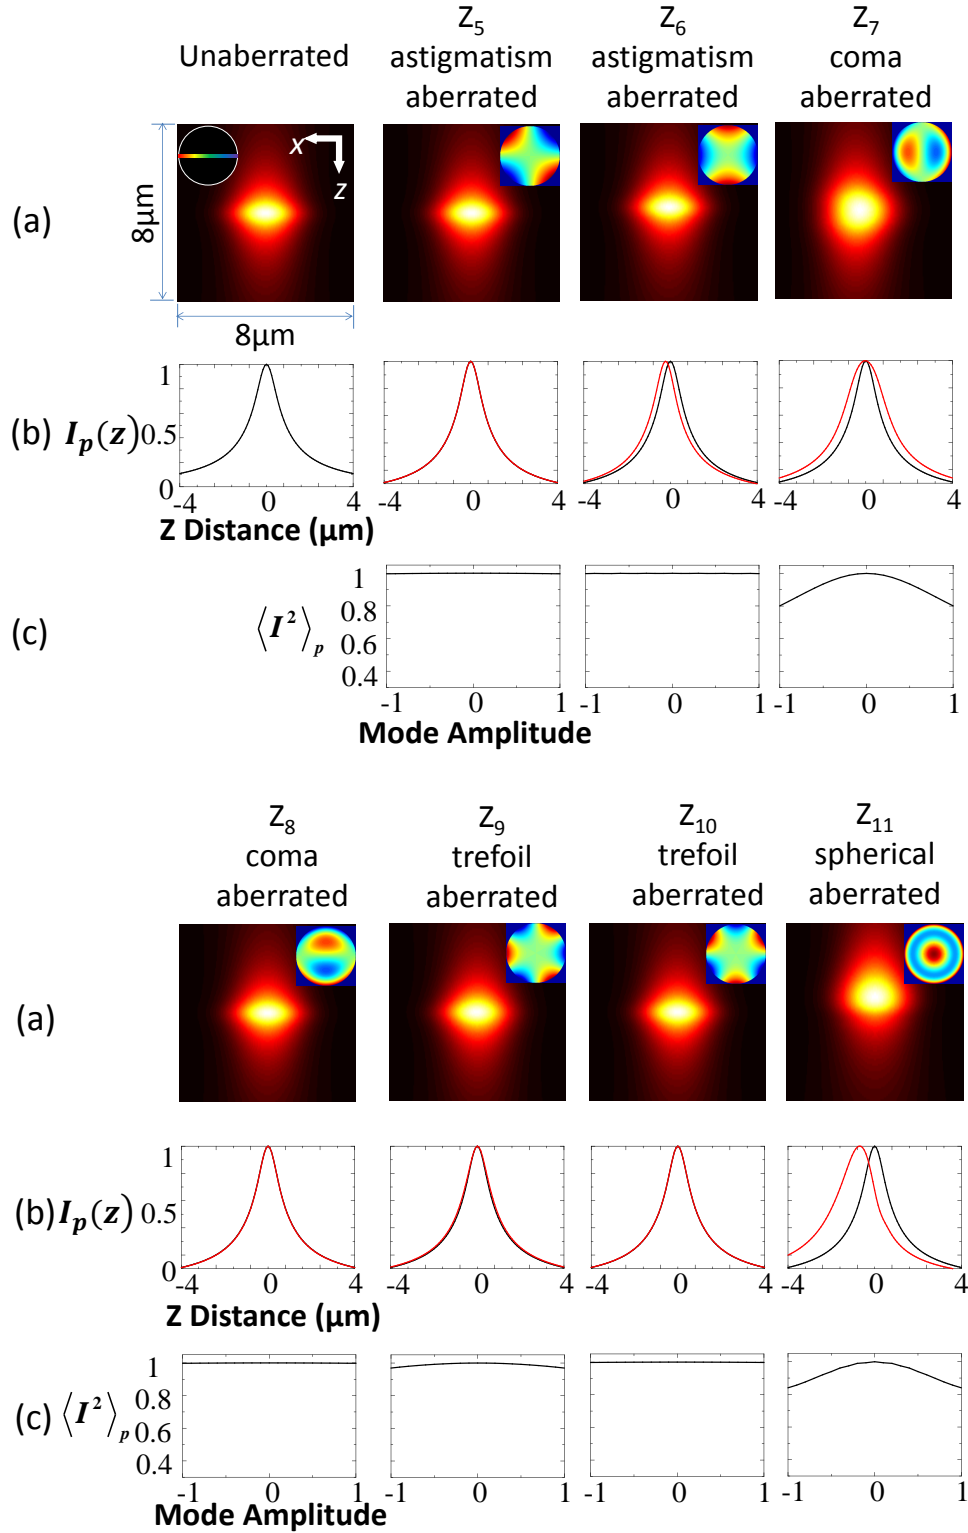 Unaberrated
Z5
astigmatism
aberrated
Z6
astigmatism
aberrated
Z7
coma
aberrated
(a)
8μm
x
z
8μm
(b) Ip(z)
1
0.5
0
-4 0 4
-4 0 4
-4 0 4
-4 0 4
Z Distance (μm)
(c)
⟨I²⟩p
1
0.8
0.6
0.4
-1 0 1
-1 0 1
-1 0 1
Mode Amplitude
Z8
coma
aberrated
Z9
trefoil
aberrated
Z10
trefoil
aberrated
Z11
spherical
aberrated
(a)
(b) Ip(z)
1
0.5
0
-4 0 4
-4 0 4
-4 0 4
-4 0 4
Z Distance (μm)
(c) ⟨I²⟩p
1
0.8
0.6
0.4
-1 0 1
-1 0 1
-1 0 1
-1 0 1
Mode Amplitude